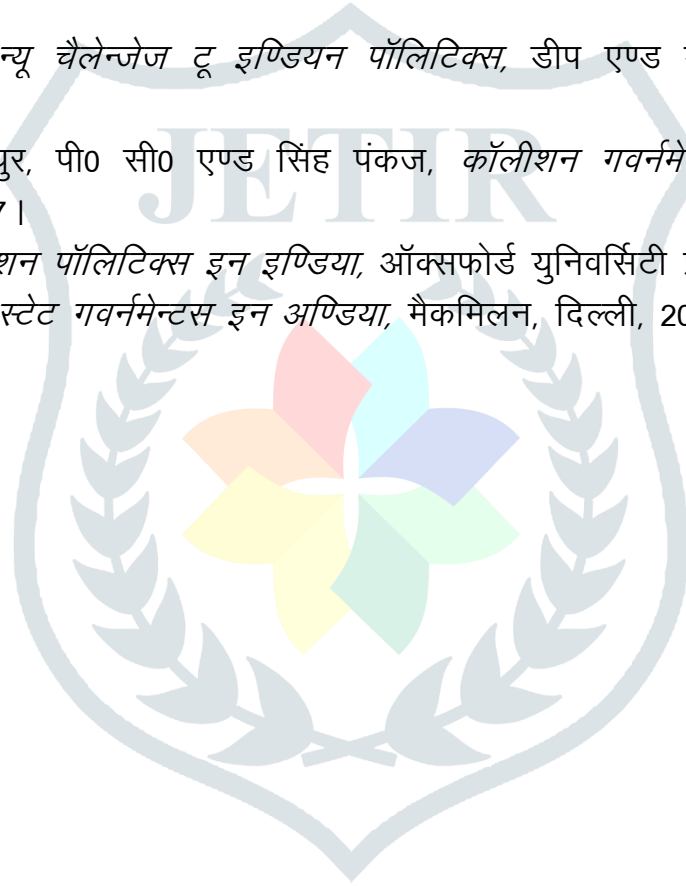 न्यू चैलेन्जेज टू इण्डियन पॉलिटिक्स, डीप एण्ड
JETIR
पुर, पी0 सी0 एण्ड सिंह पंकज, कॉलीशन गवर्नमे
7।
शन पॉलिटिक्स इन इण्डिया, ऑक्सफोर्ड युनिवर्सिटी
स्टेट गवर्नमेन्टस इन अण्डिया, मैकमिलन, दिल्ली, 20